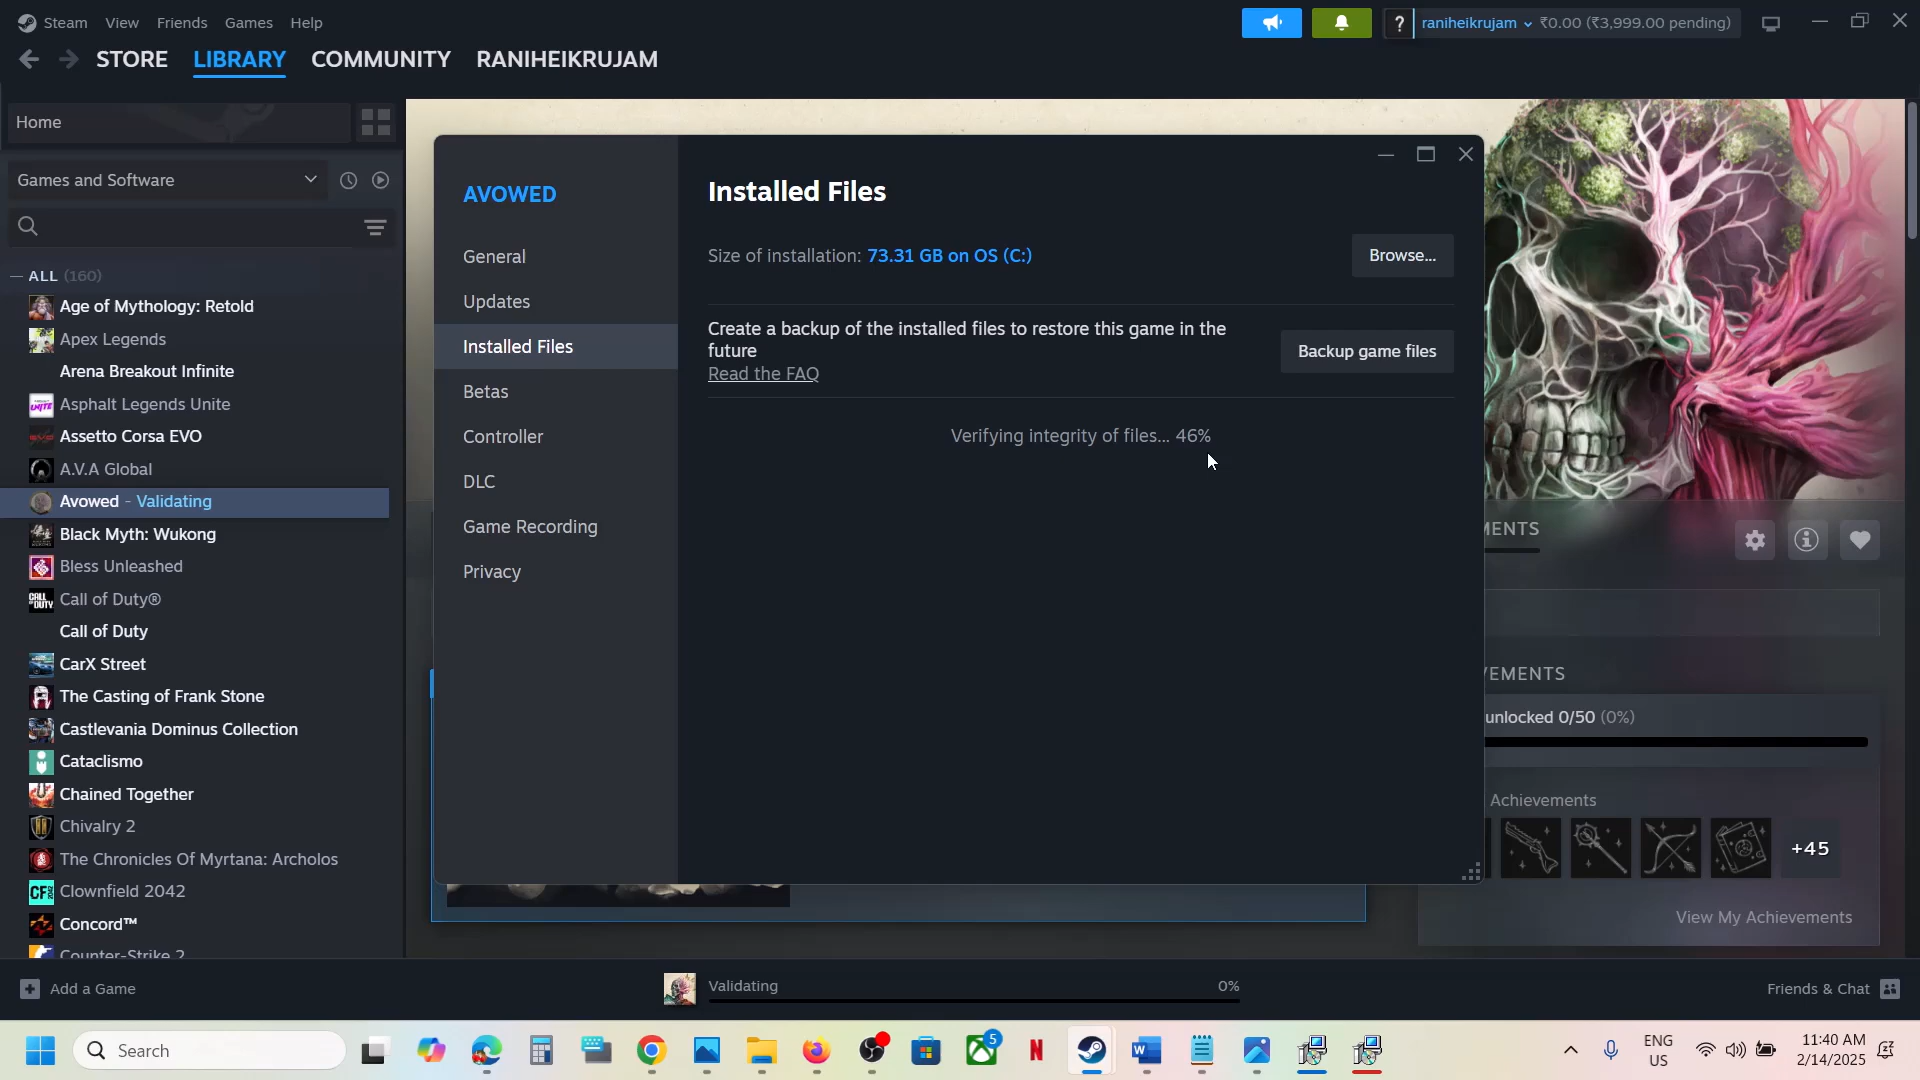 Steam View Friends Games Help
? raniheikrujam ₹0.00 (₹3,999.00 pending)
STORE LIBRARY COMMUNITY RANIHEIKRUJAM
Home
Games and Software
ALL (160)
Age of Mythology: Retold
Apex Legends
Arena Breakout Infinite
Asphalt Legends Unite
Assetto Corsa EVO
A.V.A Global
Avowed - Validating
Black Myth: Wukong
Bless Unleashed
Call of Duty®
Call of Duty
CarX Street
The Casting of Frank Stone
Castlevania Dominus Collection
Cataclismo
Chained Together
Chivalry 2
The Chronicles Of Myrtana: Archolos
Clownfield 2042
Concord™
Counter-Strike 2
AVOWED
General
Updates
Installed Files
Betas
Controller
DLC
Game Recording
Privacy
Installed Files
Size of installation: 73.31 GB on OS (C:)
Browse...
Create a backup of the installed files to restore this game in the
future
Read the FAQ
Backup game files
Verifying integrity of files... 46%
MENTS
VEMENTS
unlocked 0/50 (0%)
Achievements
+45
View My Achievements
Add a Game
Validating 0%
Friends & Chat
Search
5
ENG
US
11:40 AM
2/14/2025